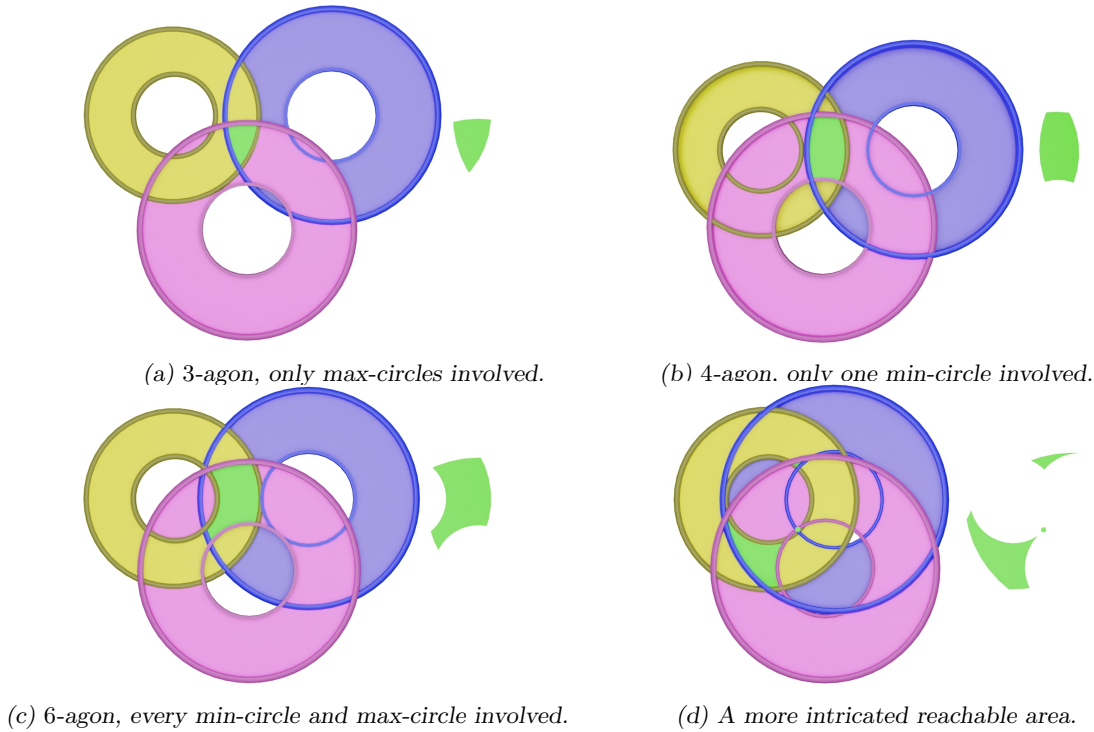 (a) 3-agon, only max-circles involved.
(b) 4-agon, only one min-circle involved.
(c) 6-agon, every min-circle and max-circle involved.
(d) A more intricated reachable area.